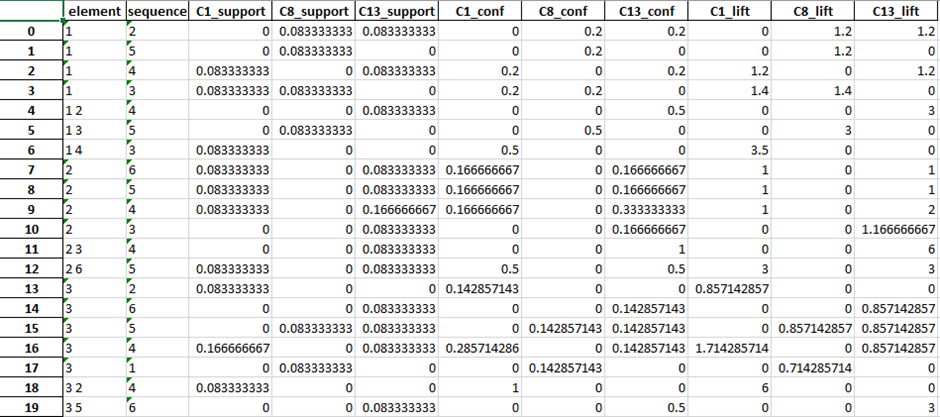 element sequence C1_support C8_support C13_support C1_conf C8_conf C13_conf C1_lift C8_lift C13_lift
0 1 2 0 0.083333333 0.083333333 0 0.2 0.2 0 1.2 1.2
1 1 5 0 0.083333333 0 0 0.2 0 0 1.2 0
2 1 4 0.083333333 0 0.083333333 0.2 0 0.2 1.2 0 1.2
3 1 3 0.083333333 0.083333333 0 0.2 0.2 0 1.4 1.4 0
4 1 2 4 0 0 0.083333333 0 0 0.5 0 0 3
5 1 3 5 0 0.083333333 0 0 0.5 0 0 3 0
6 1 4 3 0.083333333 0 0 0.5 0 0 3.5 0 0
7 2 6 0.083333333 0 0.083333333 0.166666667 0 0.166666667 1 0 1
8 2 5 0.083333333 0 0.083333333 0.166666667 0 0.166666667 1 0 1
9 2 4 0.083333333 0 0.166666667 0.166666667 0 0.333333333 1 0 2
10 2 3 0 0 0.083333333 0 0 0.166666667 0 0 1.166666667
11 2 3 4 0 0 0.083333333 0 0 1 0 0 6
12 2 6 5 0.083333333 0 0.083333333 0.5 0 0.5 3 0 3
13 3 2 0.083333333 0 0 0.142857143 0 0 0.857142857 0 0
14 3 6 0 0 0.083333333 0 0 0.142857143 0 0 0.857142857
15 3 5 0 0.083333333 0.083333333 0 0.142857143 0.142857143 0 0.857142857 0.857142857
16 3 4 0.166666667 0 0.083333333 0.285714286 0 0.142857143 1.714285714 0 0.857142857
17 3 1 0 0.083333333 0 0 0.142857143 0 0 0.714285714 0
18 3 2 4 0.083333333 0 0 1 0 0 6 0 0
19 3 5 6 0 0 0.083333333 0 0 0.5 0 0 3